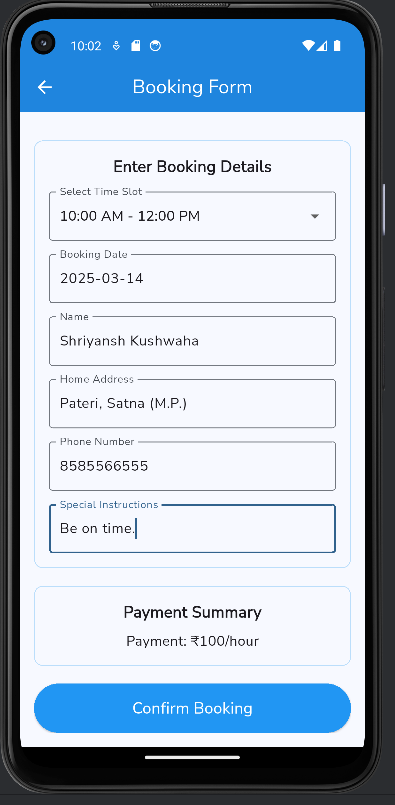 10:02
Booking Form
Enter Booking Details
Select Time Slot
10:00 AM - 12:00 PM
Booking Date
2025-03-14
Name
Shriyansh Kushwaha
Home Address
Pateri, Satna (M.P.)
Phone Number
8585566555
Special Instructions
Be on time.
Payment Summary
Payment: ₹100/hour
Confirm Booking